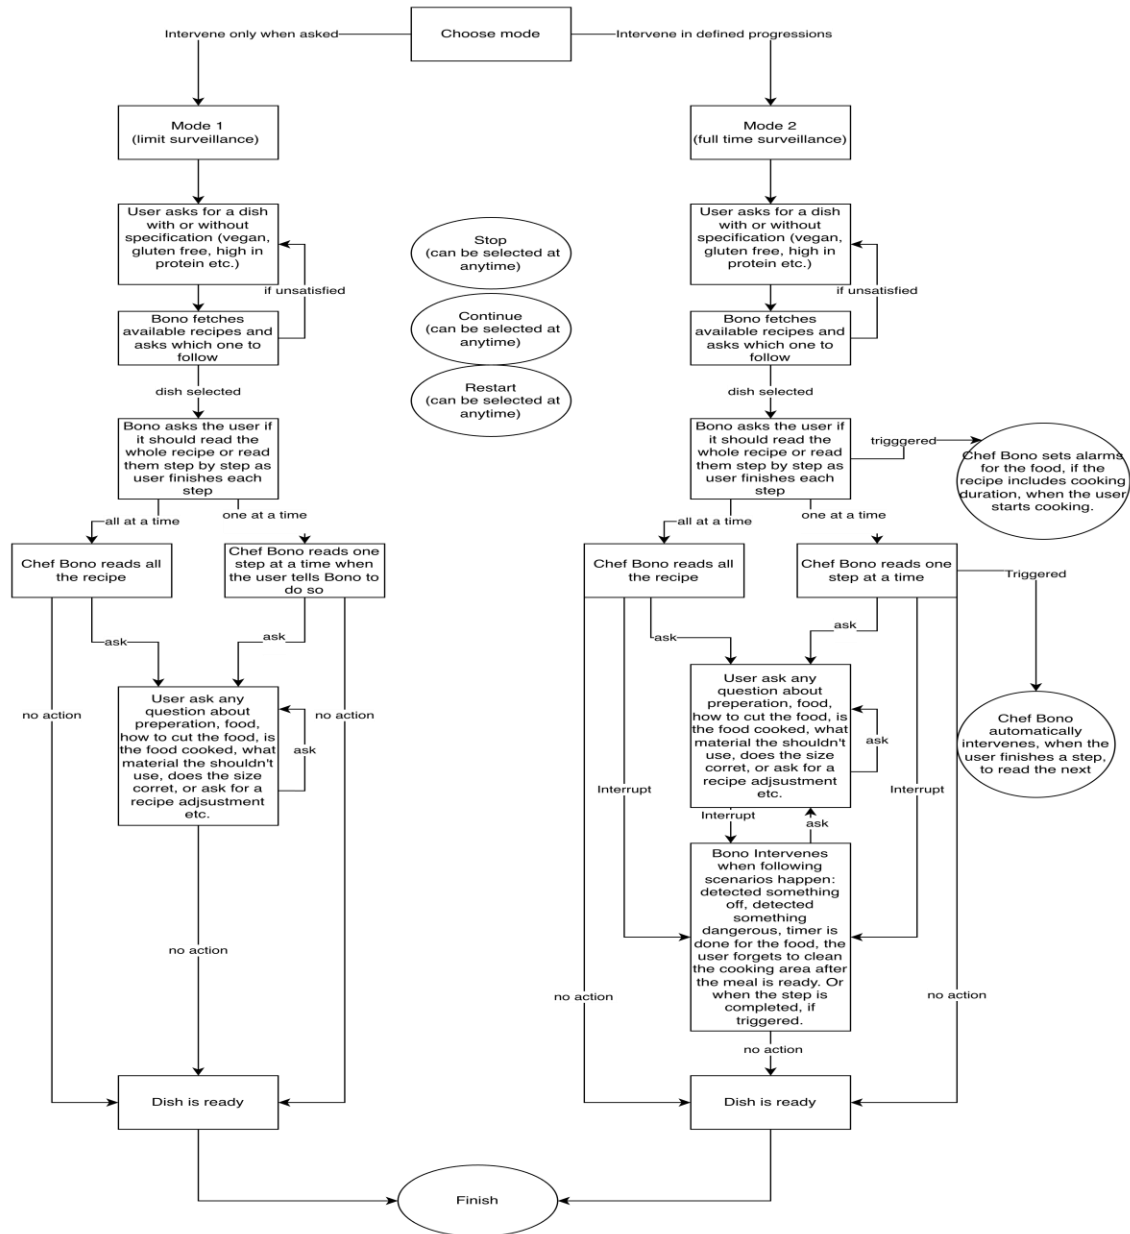 Choose mode
Intervene only when asked
Intervene in defined progressions
Mode 1
(limit surveillance)
Mode 2
(full time surveillance)
User asks for a dish
with or without
specification (vegan,
gluten free, high in
protein etc.)
if unsatisfied
Bono fetches
available recipes and
asks which one to
follow
dish selected
Bono asks the user if
it should read the
whole recipe or read
them step by step as
user finishes each
step
all at a time
one at a time
Chef Bono reads all
the recipe
Chef Bono reads one
step at a time when
the user tells Bono to
do so
ask
ask
no action
no action
User ask any
question about
preperation, food,
how to cut the food, is
the food cooked, what
material the shouldn't
use, does the size
corret, or ask for a
recipe adjsustment
etc.
ask
no action
Dish is ready
Stop
(can be selected at
anytime)
Continue
(can be selected at
anytime)
Restart
(can be selected at
anytime)
User asks for a dish
with or without
specification (vegan,
gluten free, high in
protein etc.)
if unsatisfied
Bono fetches
available recipes and
asks which one to
follow
dish selected
Bono asks the user if
it should read the
whole recipe or read
them step by step as
user finishes each
step
trigggered
Chef Bono sets alarms
for the food, if the
recipe includes cooking
duration, when the user
starts cooking.
all at a time
one at a time
Chef Bono reads all
the recipe
Chef Bono reads one
step at a time
Triggered
Chef Bono
automatically
intervenes, when the
user finishes a step,
to read the next
ask
ask
User ask any
question about
preperation, food,
how to cut the food, is
the food cooked, what
material the shouldn't
use, does the size
corret, or ask for a
recipe adjsustment
etc.
ask
Interrupt
Interrupt
Interrupt
ask
Bono Intervenes
when following
scenarios happen:
detected something
off, detected
something
dangerous, timer is
done for the food, the
user forgets to clean
the cooking area after
the meal is ready. Or
when the step is
completed, if
triggered.
no action
no action
no action
Dish is ready
Finish